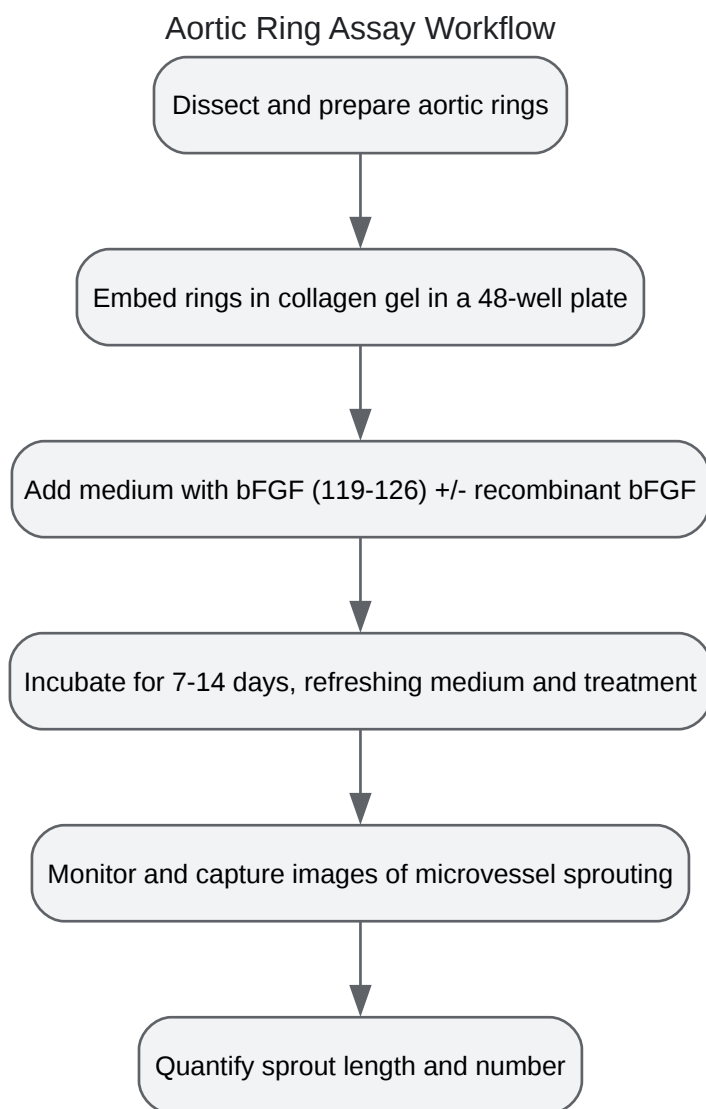 Aortic Ring Assay Workflow
Dissect and prepare aortic rings
Embed rings in collagen gel in a 48-well plate
Add medium with bFGF (119-126) +/- recombinant bFGF
Incubate for 7-14 days, refreshing medium and treatment
Monitor and capture images of microvessel sprouting
Quantify sprout length and number